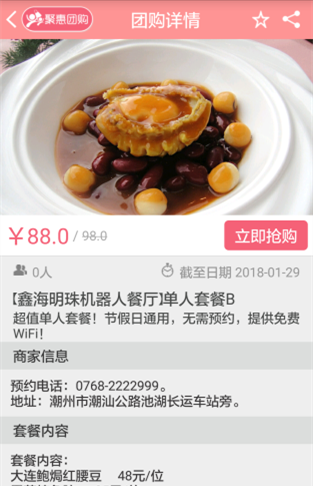 聚惠团购
团购详情
￥88.0 / 98.0
立即抢购
0人
截至日期 2018-01-29
【鑫海明珠机器人餐厅】单人套餐B
超值单人套餐！节假日通用，无需预约，提供免费
WiFi！
商家信息
预约电话：0768-2222999。
地址：潮州市潮汕公路池湖长运车站旁。
套餐内容
套餐内容：
大连鲍焗红腰豆 48元/位